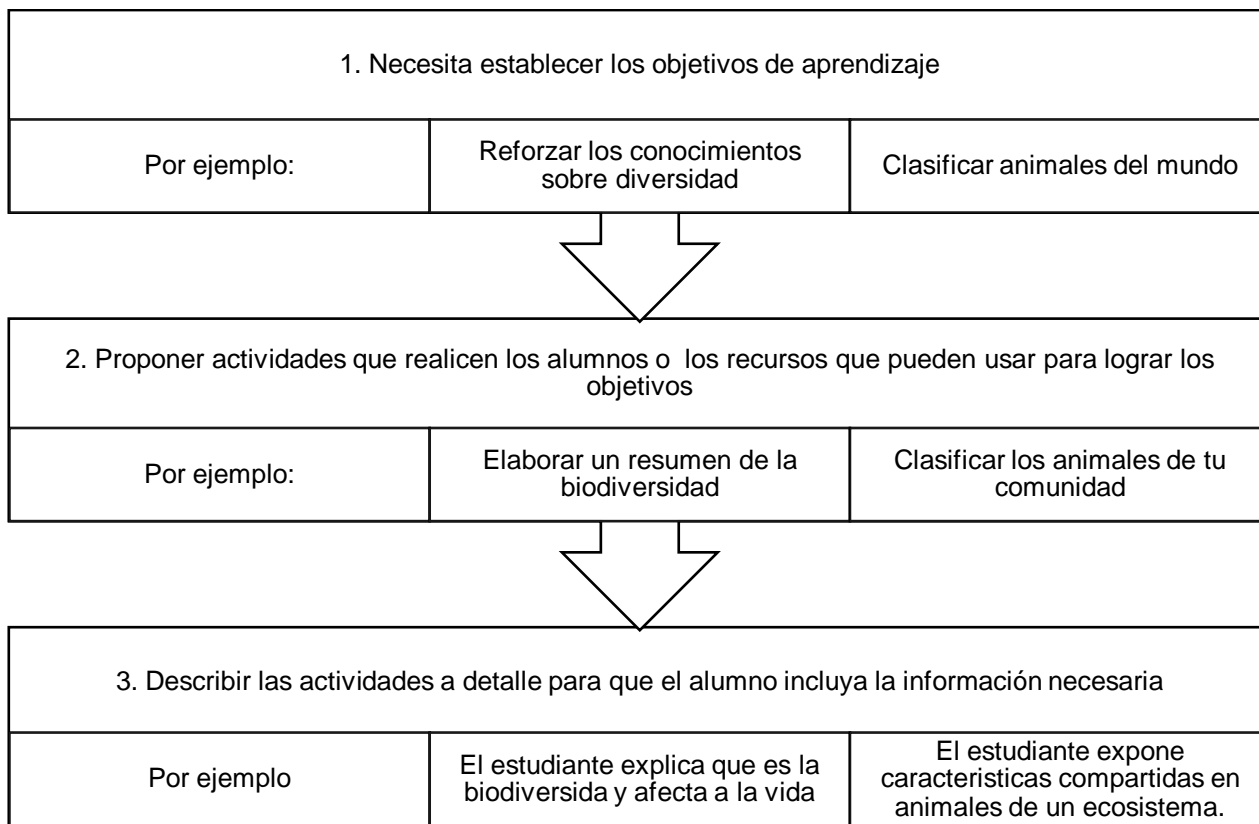 1. Necesita establecer los objetivos de aprendizaje
Por ejemplo:
Reforzar los conocimientos
sobre diversidad
Clasificar animales del mundo
2. Proponer actividades que realicen los alumnos o los recursos que pueden usar para lograr los
objetivos
Por ejemplo:
Elaborar un resumen de la
biodiversidad
Clasificar los animales de tu
comunidad
3. Describir las actividades a detalle para que el alumno incluya la información necesaria
Por ejemplo
El estudiante explica que es la
biodiversida y afecta a la vida
El estudiante expone
caracteristicas compartidas en
animales de un ecosistema.